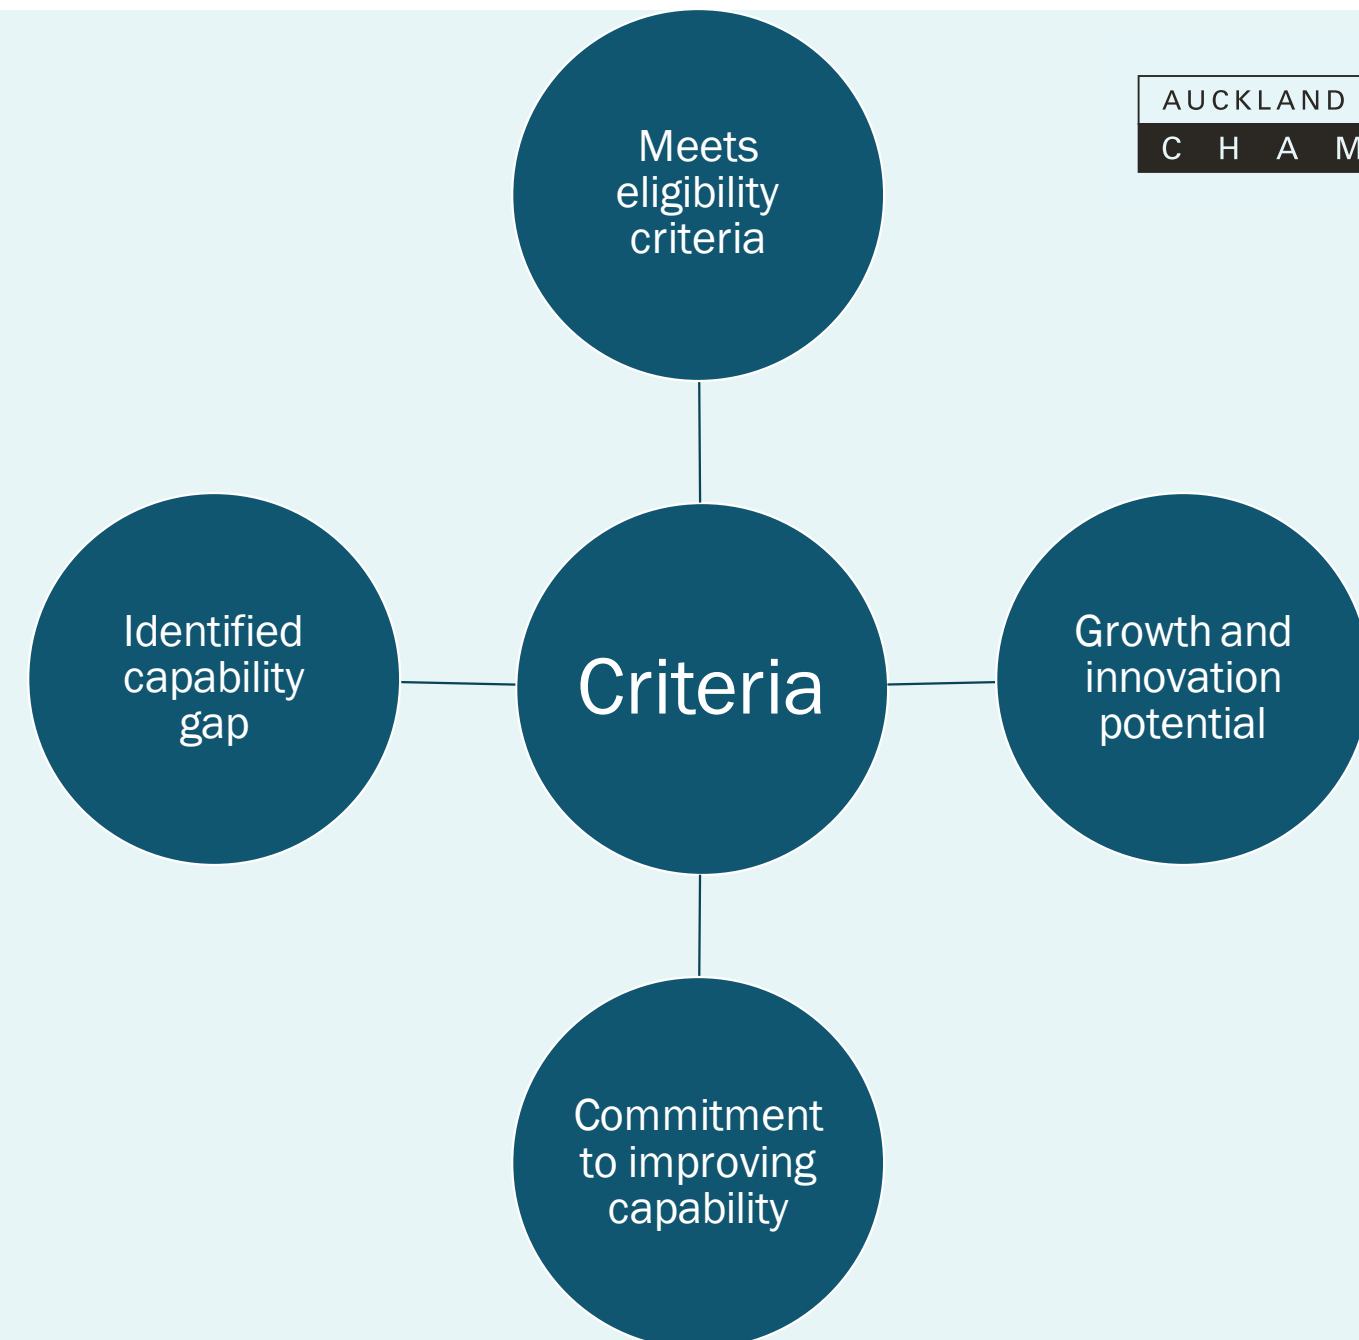 Meets
eligibility
criteria
AUCKLAND
C H A M
Identified
capability
gap
Criteria
Growth and
innovation
potential
Commitment
to improving
capability